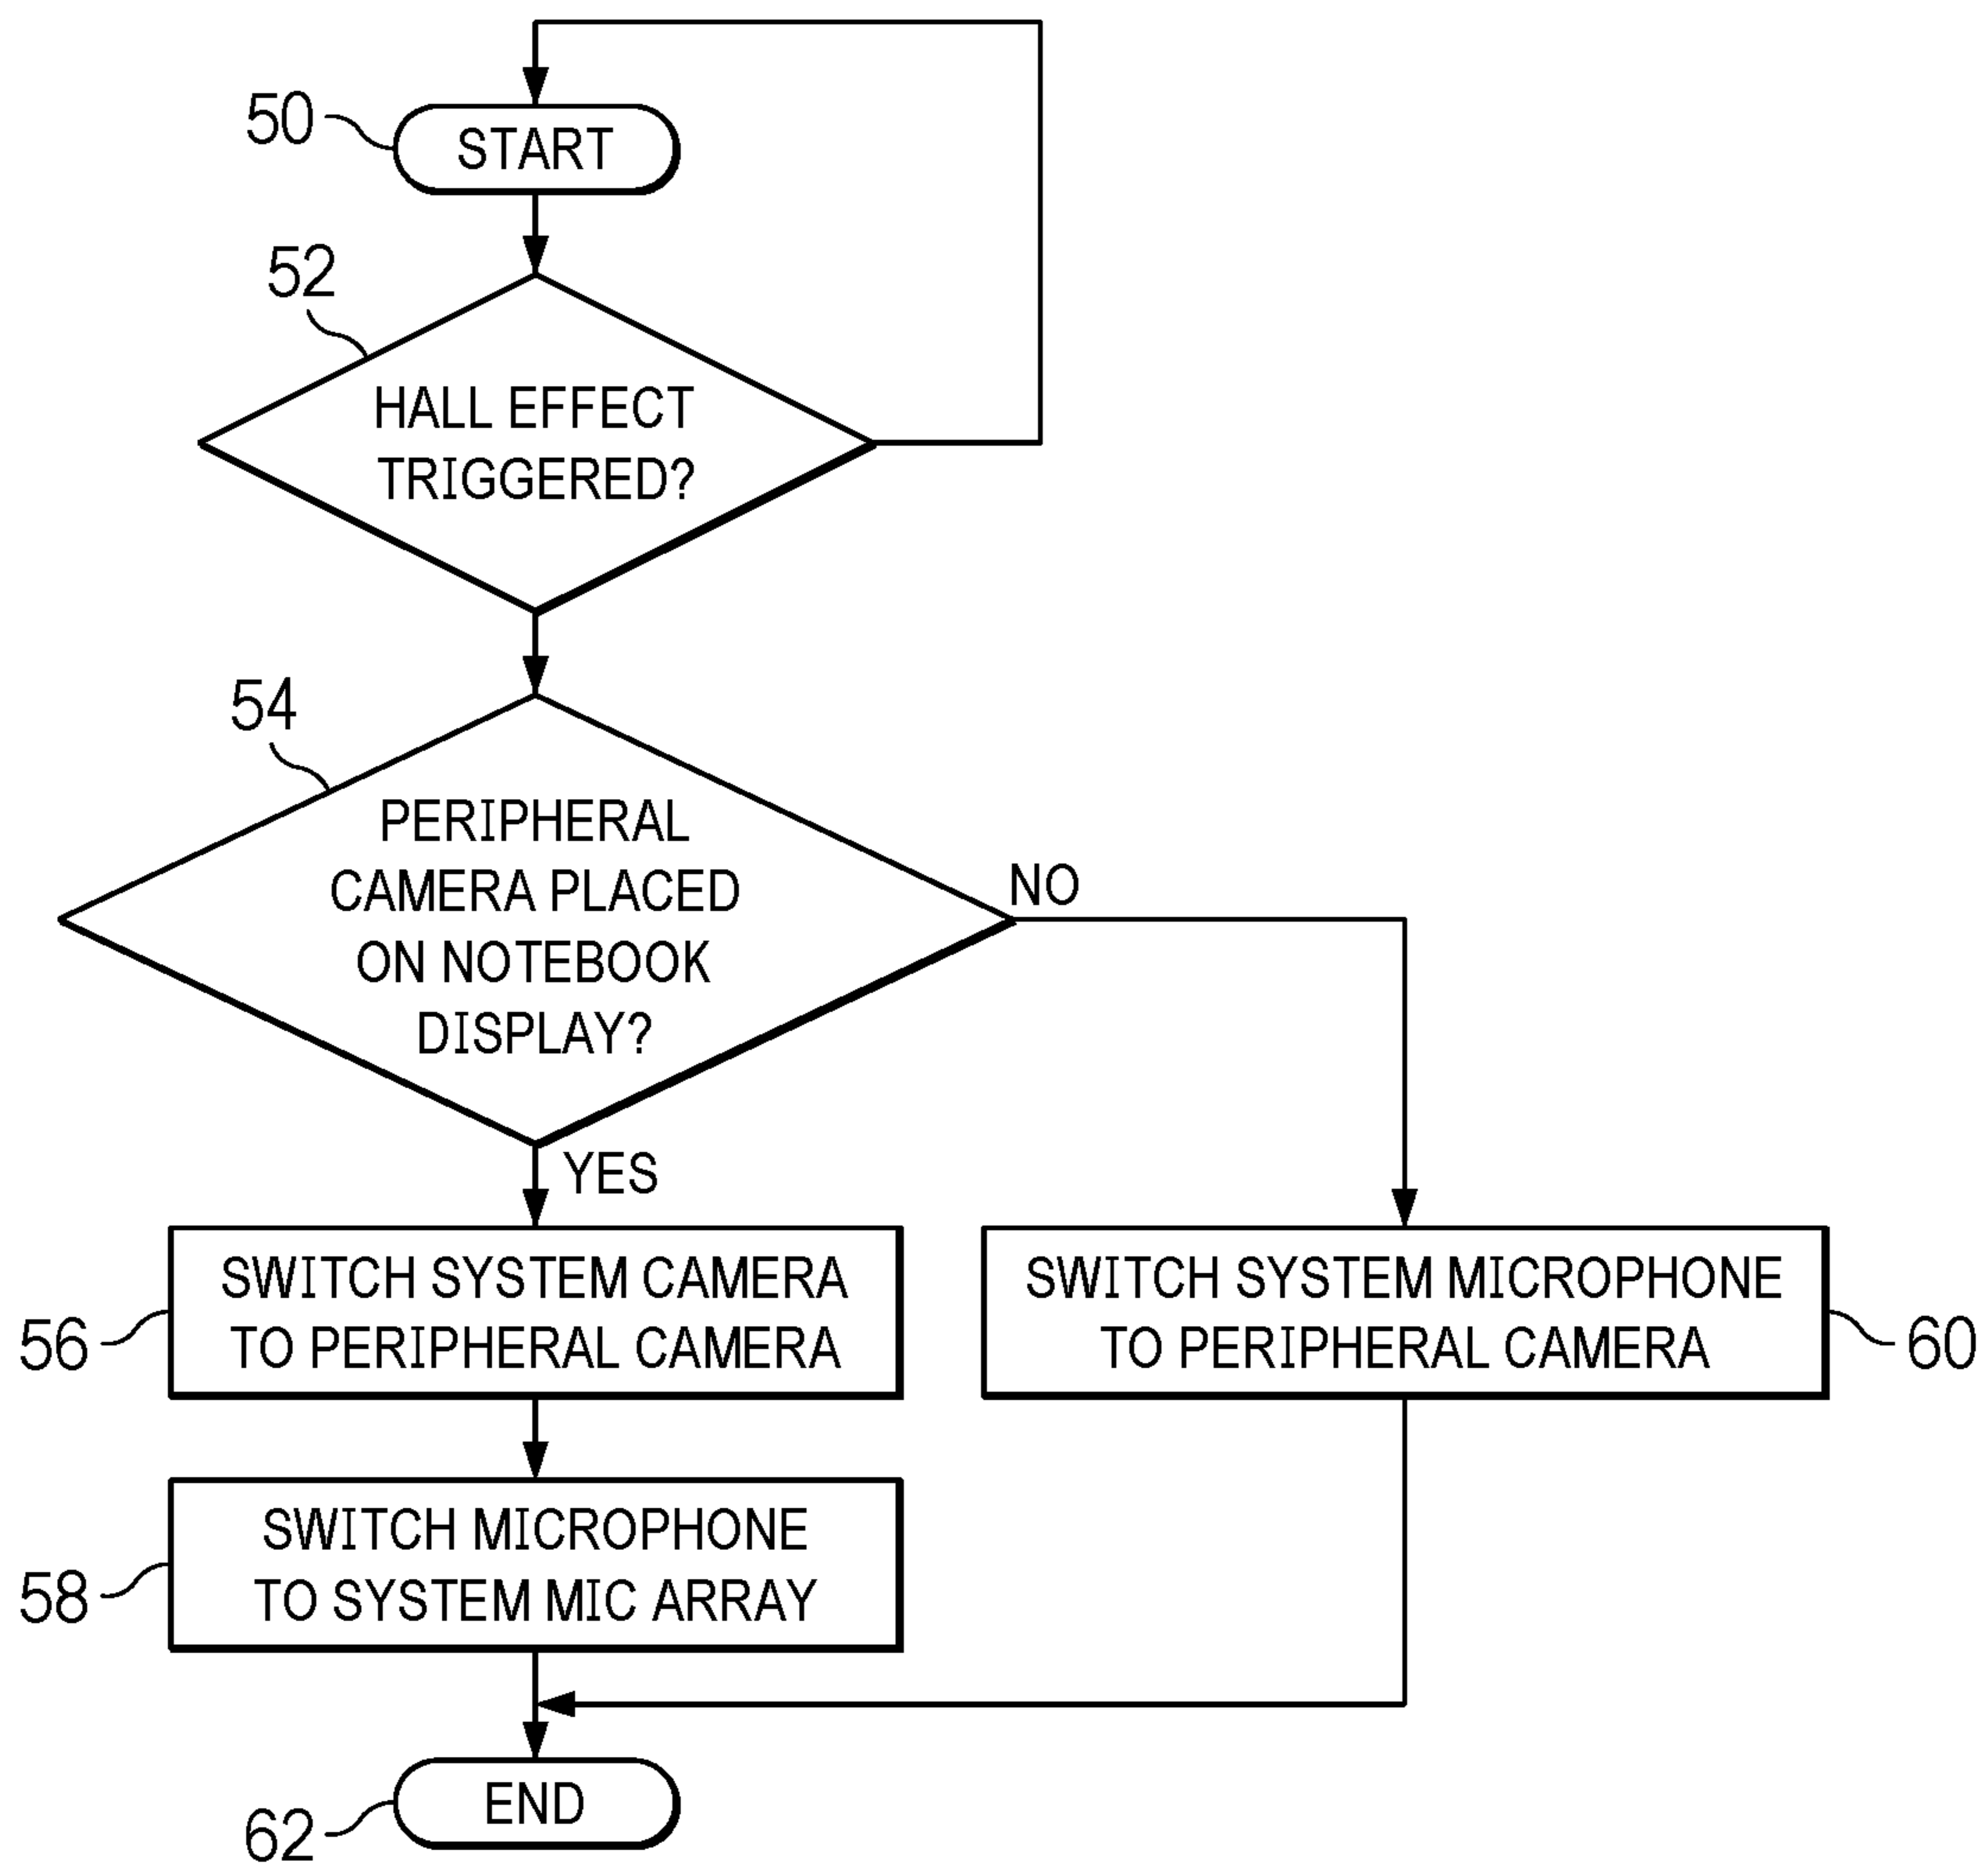 50
START
52
HALL EFFECT
TRIGGERED?
54
PERIPHERAL
CAMERA PLACED
ON NOTEBOOK
DISPLAY?
NO
YES
56
SWITCH SYSTEM CAMERA
TO PERIPHERAL CAMERA
SWITCH SYSTEM MICROPHONE
TO PERIPHERAL CAMERA
60
58
SWITCH MICROPHONE
TO SYSTEM MIC ARRAY
62
END